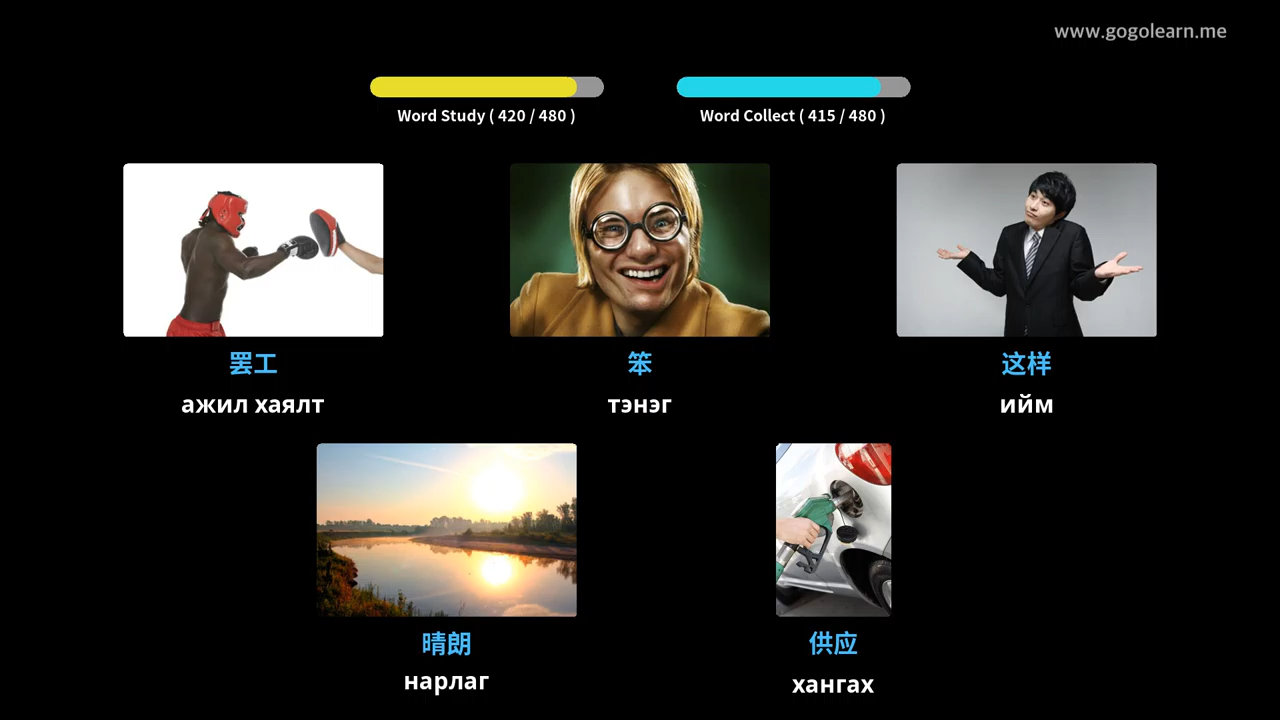 www.gogolearn.me
Word Study ( 420 / 480 )
Word Collect ( 415 / 480 )
罢工
笨
这样
ажил хаялт
тэнэг
ийм
晴朗
供应
нарлаг
хангах